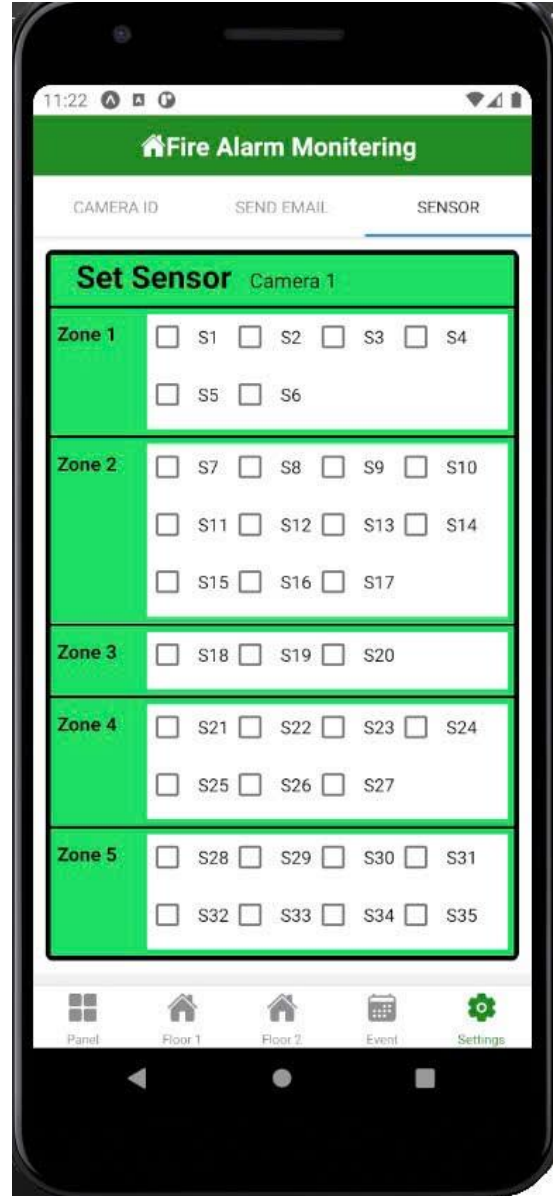 11:22
Fire Alarm Monitering
CAMERA ID SEND EMAIL SENSOR
Set Sensor Camera 1
Zone 1 S1 S2 S3 S4
S5 S6
Zone 2 S7 S8 S9 S10
S11 S12 S13 S14
S15 S16 S17
Zone 3 S18 S19 S20
Zone 4 S21 S22 S23 S24
S25 S26 S27
Zone 5 S28 S29 S30 S31
S32 S33 S34 S35
Panel Floor 1 Floor 2 Event Settings